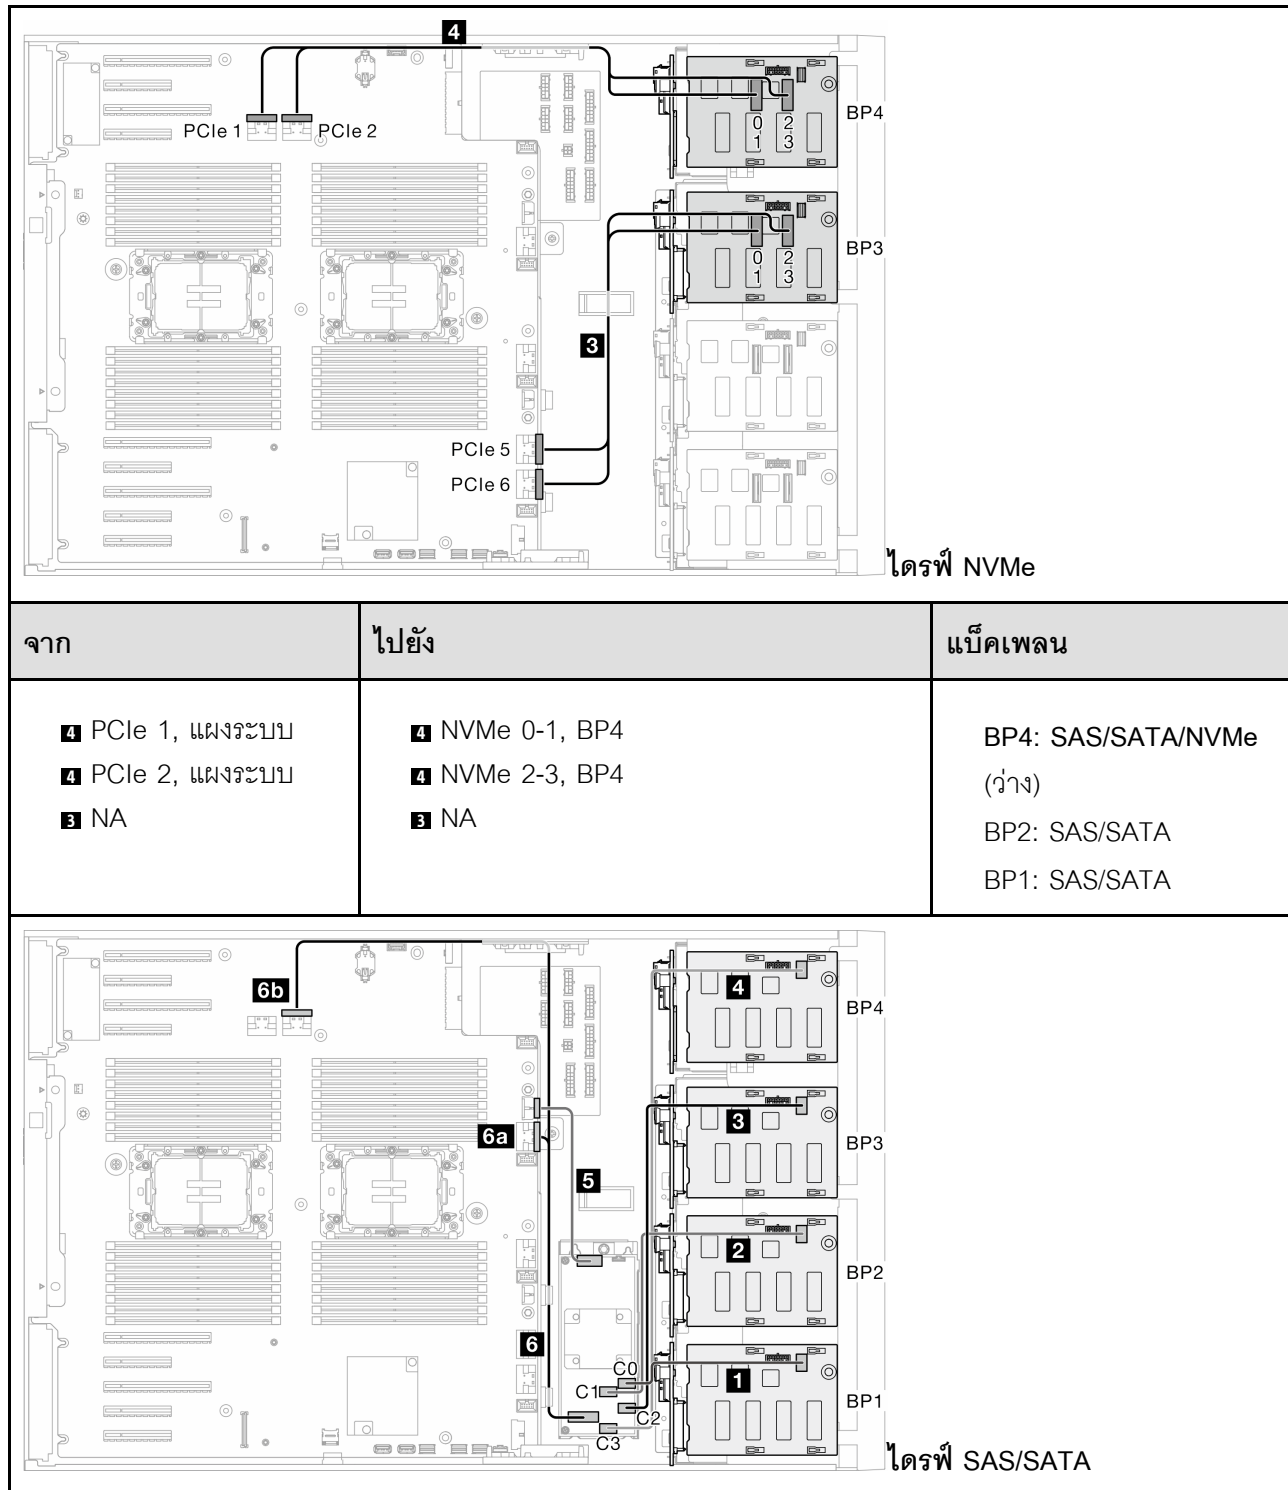 4
PCIe 1
PCIe 2
0
1
2
3
BP4
0
1
2
3
BP3
3
PCIe 5
PCIe 6
ไดรฟ์ NVMe
จาก
ไปยัง
แบ็คเพลน
4 PCIe 1, แผงระบบ
4 PCIe 2, แผงระบบ
3 NA
4 NVMe 0-1, BP4
4 NVMe 2-3, BP4
3 NA
BP4: SAS/SATA/NVMe
(ว่าง)
BP2: SAS/SATA
BP1: SAS/SATA
6b
4
BP4
3
BP3
6a
5
2
BP2
6
C0
C1
C2
C3
1
BP1
ไดรฟ์ SAS/SATA